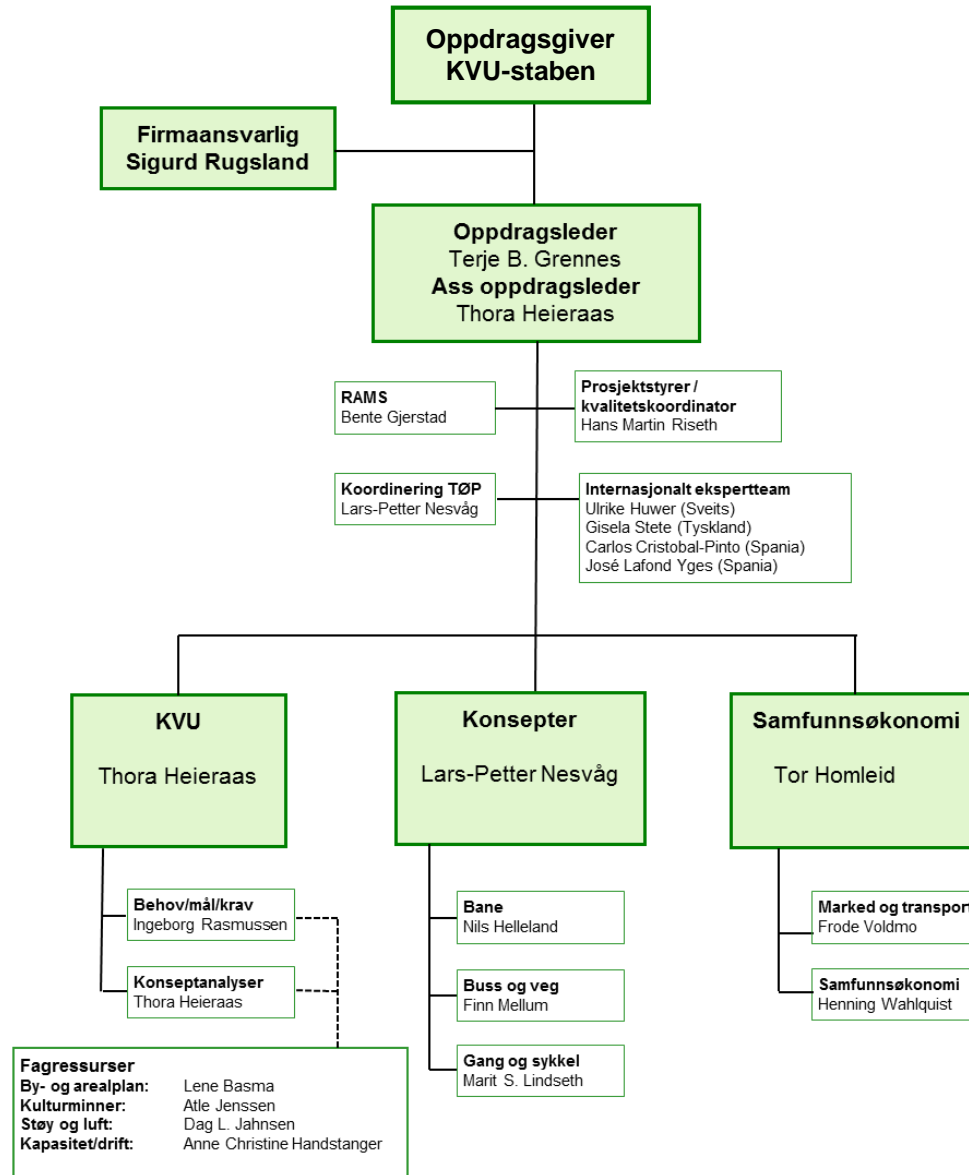 Oppdragsgiver
KVU-staben
Firmaansvarlig
Sigurd Rugsland
Oppdragsleder
Terje B. Grennes
Ass oppdragsleder
Thora Heieraas
RAMS
Bente Gjerstad
Prosjektstyrer /
kvalitetskoordinator
Hans Martin Riseth
Koordinering TØP
Lars-Petter Nesvåg
Internasjonalt ekspertteam
Ulrike Huwer (Sveits)
Gisela Stete (Tyskland)
Carlos Cristobal-Pinto (Spania)
José Lafond Yges (Spania)
KVU
Thora Heieraas
Konsepter
Lars-Petter Nesvåg
Samfunnsøkonomi
Tor Homleid
Behov/mål/krav
Ingeborg Rasmussen
Konseptanalyser
Thora Heieraas
Fagressurser
By- og arealplan: Lene Basma
Kulturminner: Atle Jenssen
Støy og luft: Dag L. Jahnsen
Kapasitet/drift: Anne Christine Handstanger
Bane
Nils Helleland
Buss og veg
Finn Mellum
Gang og sykkel
Marit S. Lindseth
Marked og transport
Frode Voldmo
Samfunnsøkonomi
Henning Wahlquist